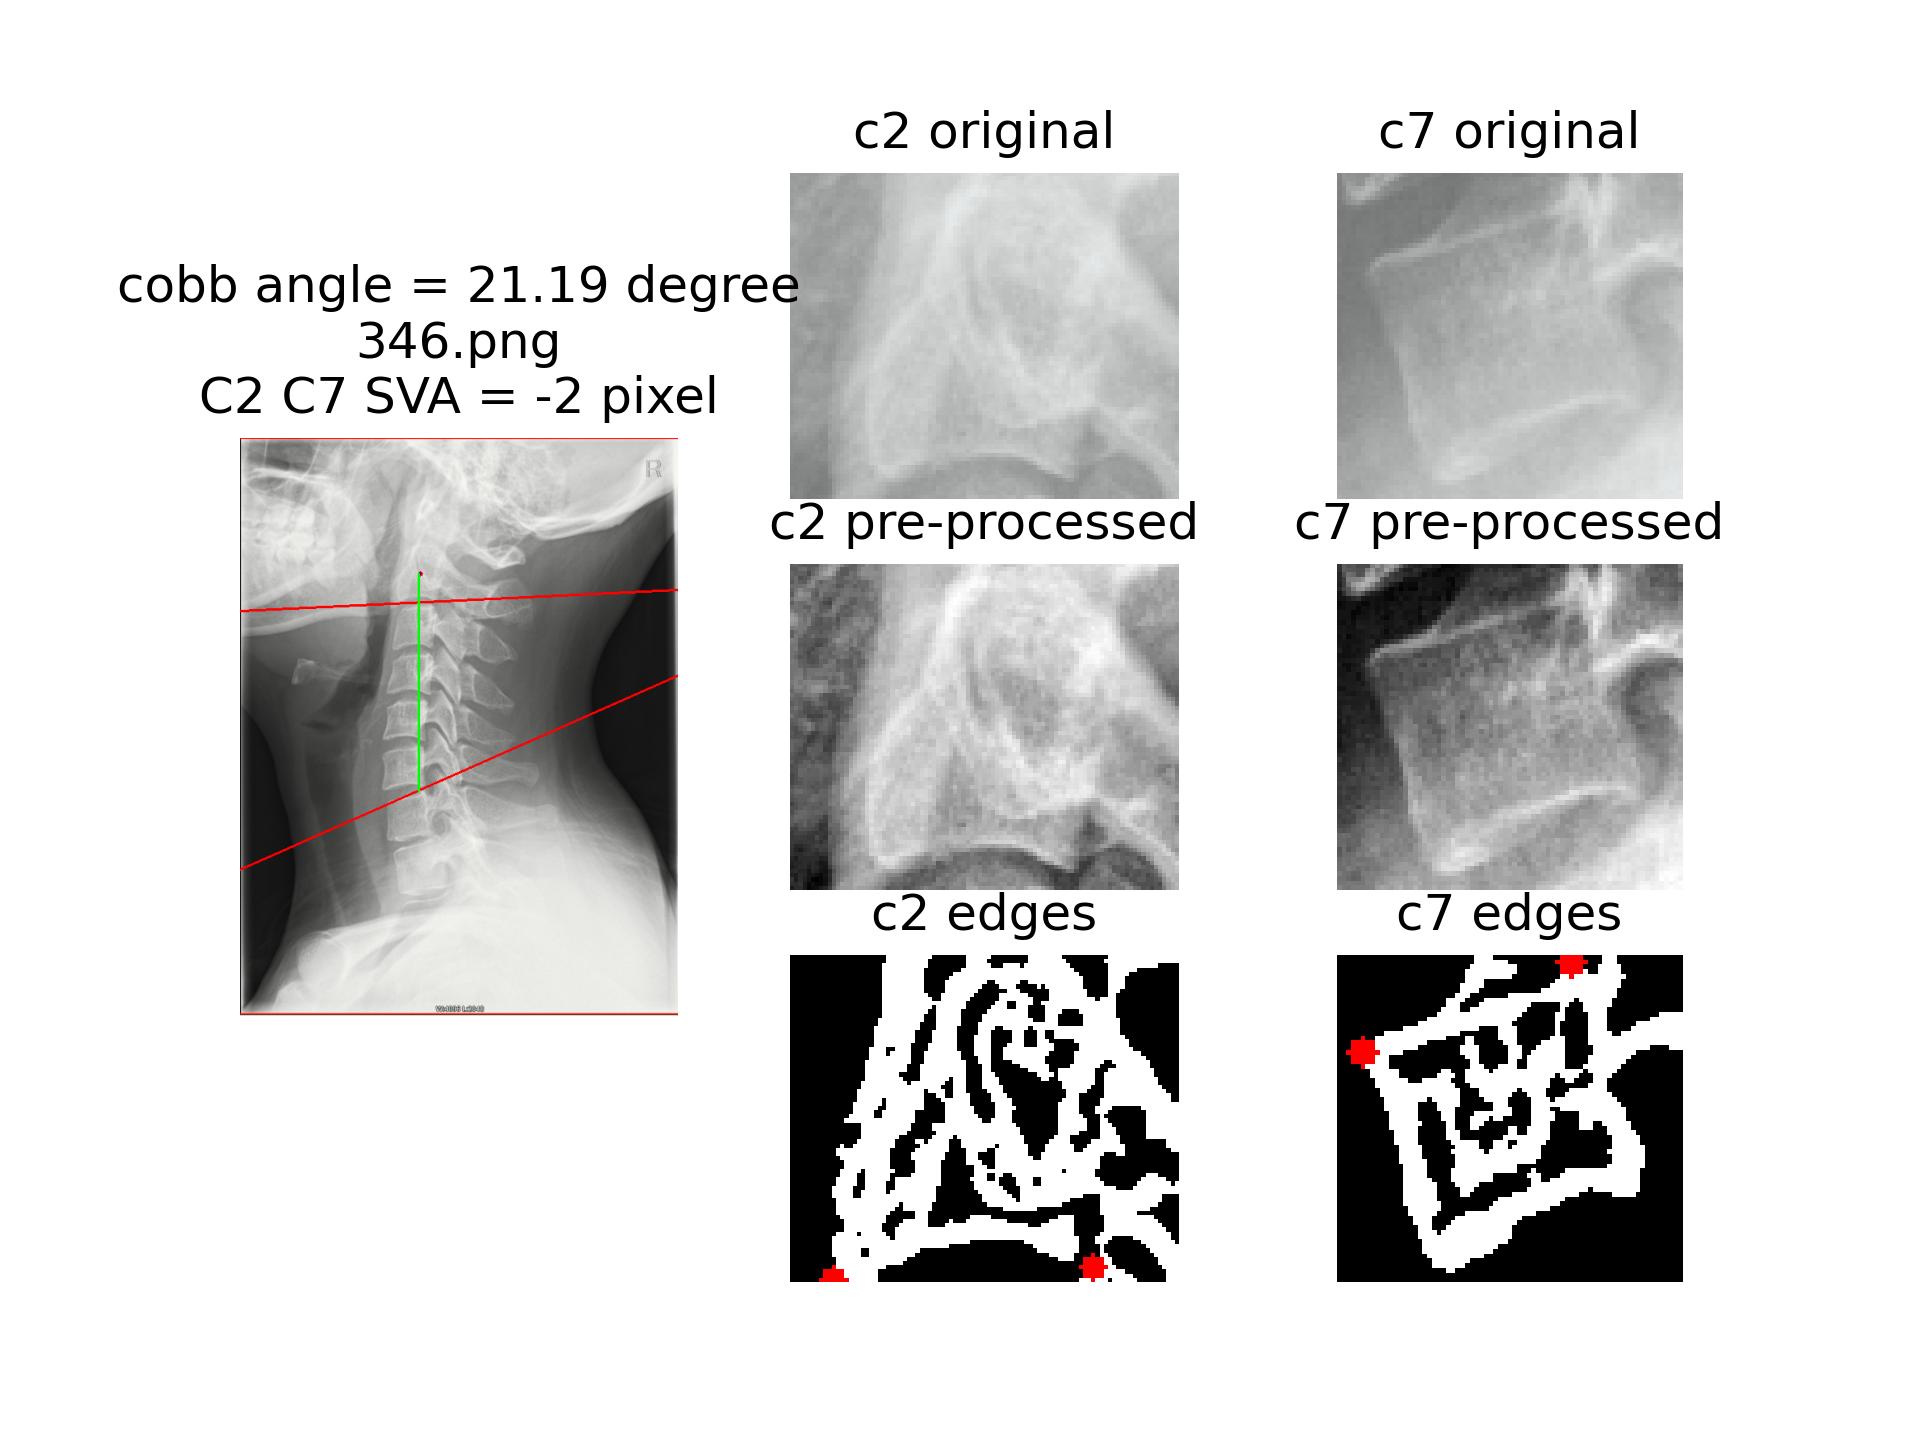 cobb angle = 21.19 degree
346.png
C2 C7 SVA = -2 pixel
R
c2 original
c7 original
c2 pre-processed
c7 pre-processed
c2 edges
c7 edges